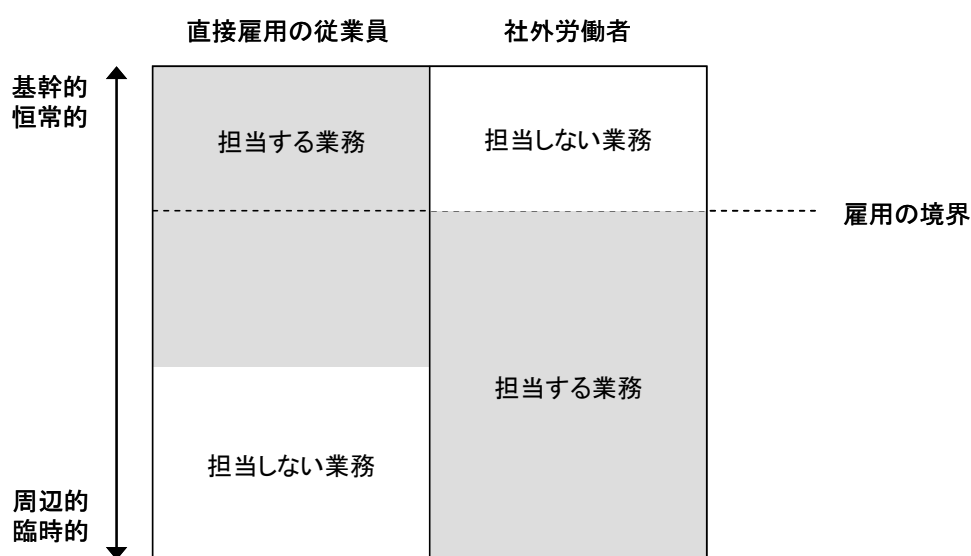 直接雇用の従業員
社外労働者
基幹的
恒常的
担当する業務
担当しない業務
雇用の境界
担当する業務
担当しない業務
周辺的
臨時的